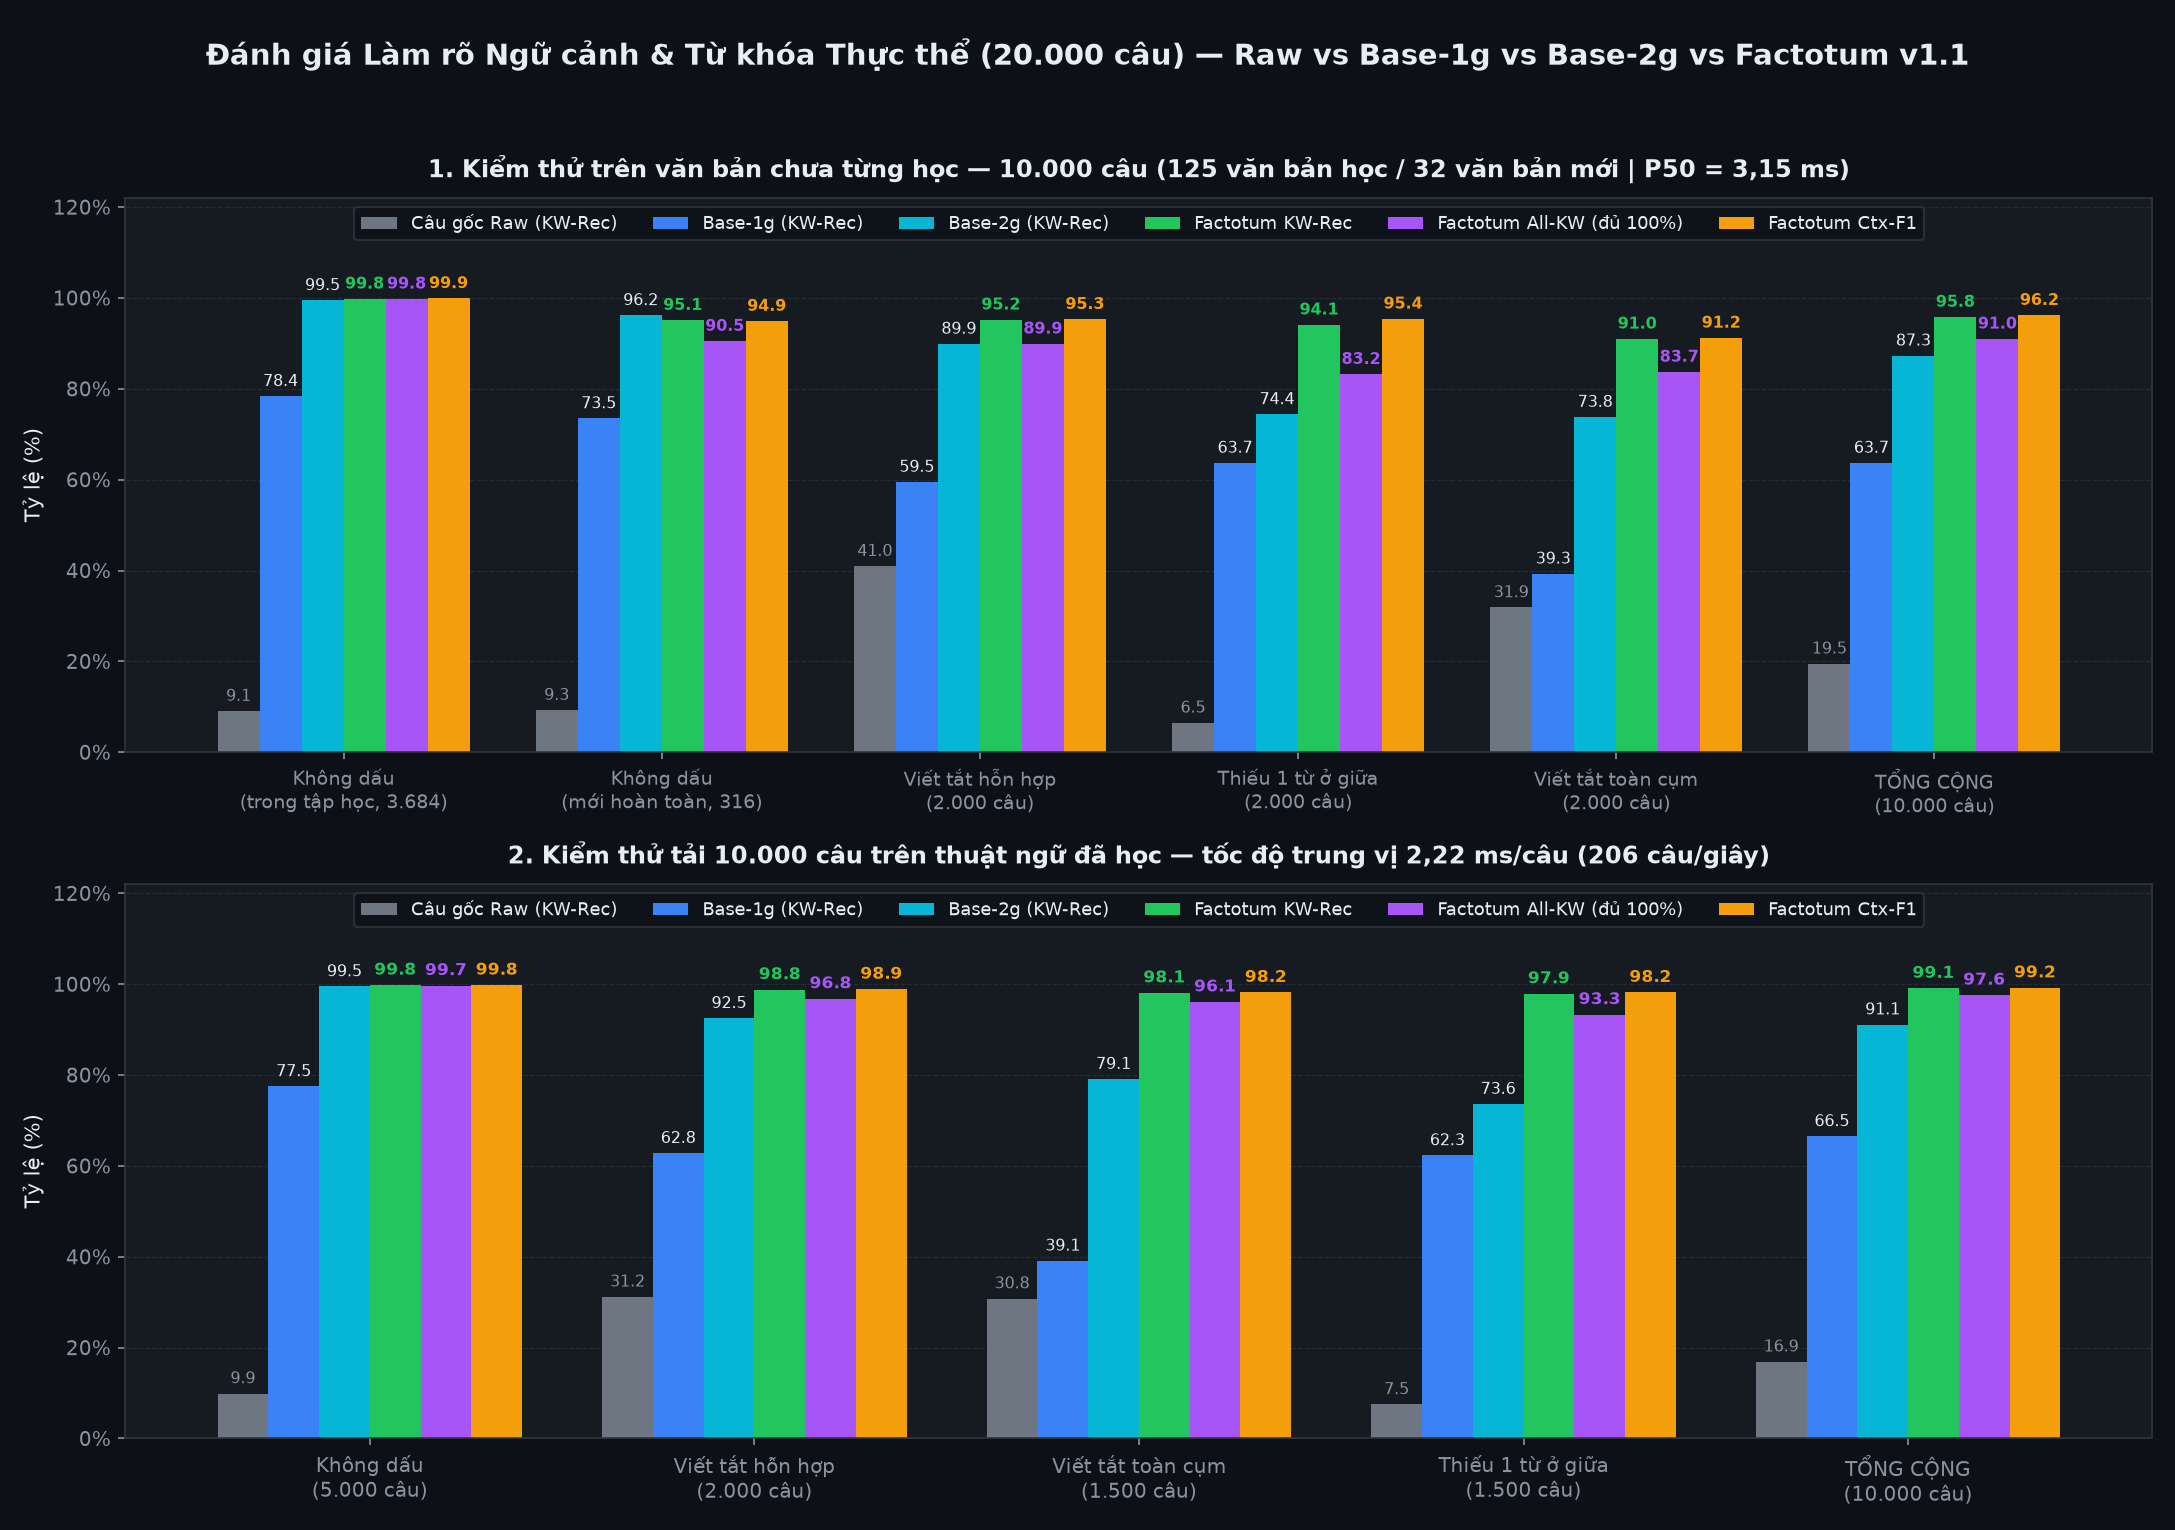 Đánh giá Làm rõ Ngữ cảnh & Từ khóa Thực thể (20.000 câu) — Raw vs Base-1g vs Base-2g vs Factotum v1.1
1. Kiểm thử trên văn bản chưa từng học — 10.000 câu (125 văn bản học / 32 văn bản mới | P50 = 3,15 ms)
Câu gốc Raw (KW-Rec) Base-1g (KW-Rec) Base-2g (KW-Rec) Factotum KW-Rec Factotum All-KW (đủ 100%) Factotum Ctx-F1
Tỷ lệ (%)
120%
100%
80%
60%
40%
20%
0%
9.1 78.4 99.5 99.8 99.8 99.9
9.3 73.5 96.2 95.1 90.5 94.9
41.0 59.5 89.9 95.2 89.9 95.3
6.5 63.7 74.4 94.1 83.2 95.4
31.9 39.3 73.8 91.0 83.7 91.2
19.5 63.7 87.3 95.8 91.0 96.2
Không dấu
(trong tập học, 3.684)
Không dấu
(mới hoàn toàn, 316)
Viết tắt hỗn hợp
(2.000 câu)
Thiếu 1 từ ở giữa
(2.000 câu)
Viết tắt toàn cụm
(2.000 câu)
TỔNG CỘNG
(10.000 câu)
2. Kiểm thử tải 10.000 câu trên thuật ngữ đã học — tốc độ trung vị 2,22 ms/câu (206 câu/giây)
Câu gốc Raw (KW-Rec) Base-1g (KW-Rec) Base-2g (KW-Rec) Factotum KW-Rec Factotum All-KW (đủ 100%) Factotum Ctx-F1
Tỷ lệ (%)
120%
100%
80%
60%
40%
20%
0%
9.9 77.5 99.5 99.8 99.7 99.8
31.2 62.8 92.5 98.8 96.8 98.9
30.8 39.1 79.1 98.1 96.1 98.2
7.5 62.3 73.6 97.9 93.3 98.2
16.9 66.5 91.1 99.1 97.6 99.2
Không dấu
(5.000 câu)
Viết tắt hỗn hợp
(2.000 câu)
Viết tắt toàn cụm
(1.500 câu)
Thiếu 1 từ ở giữa
(1.500 câu)
TỔNG CỘNG
(10.000 câu)